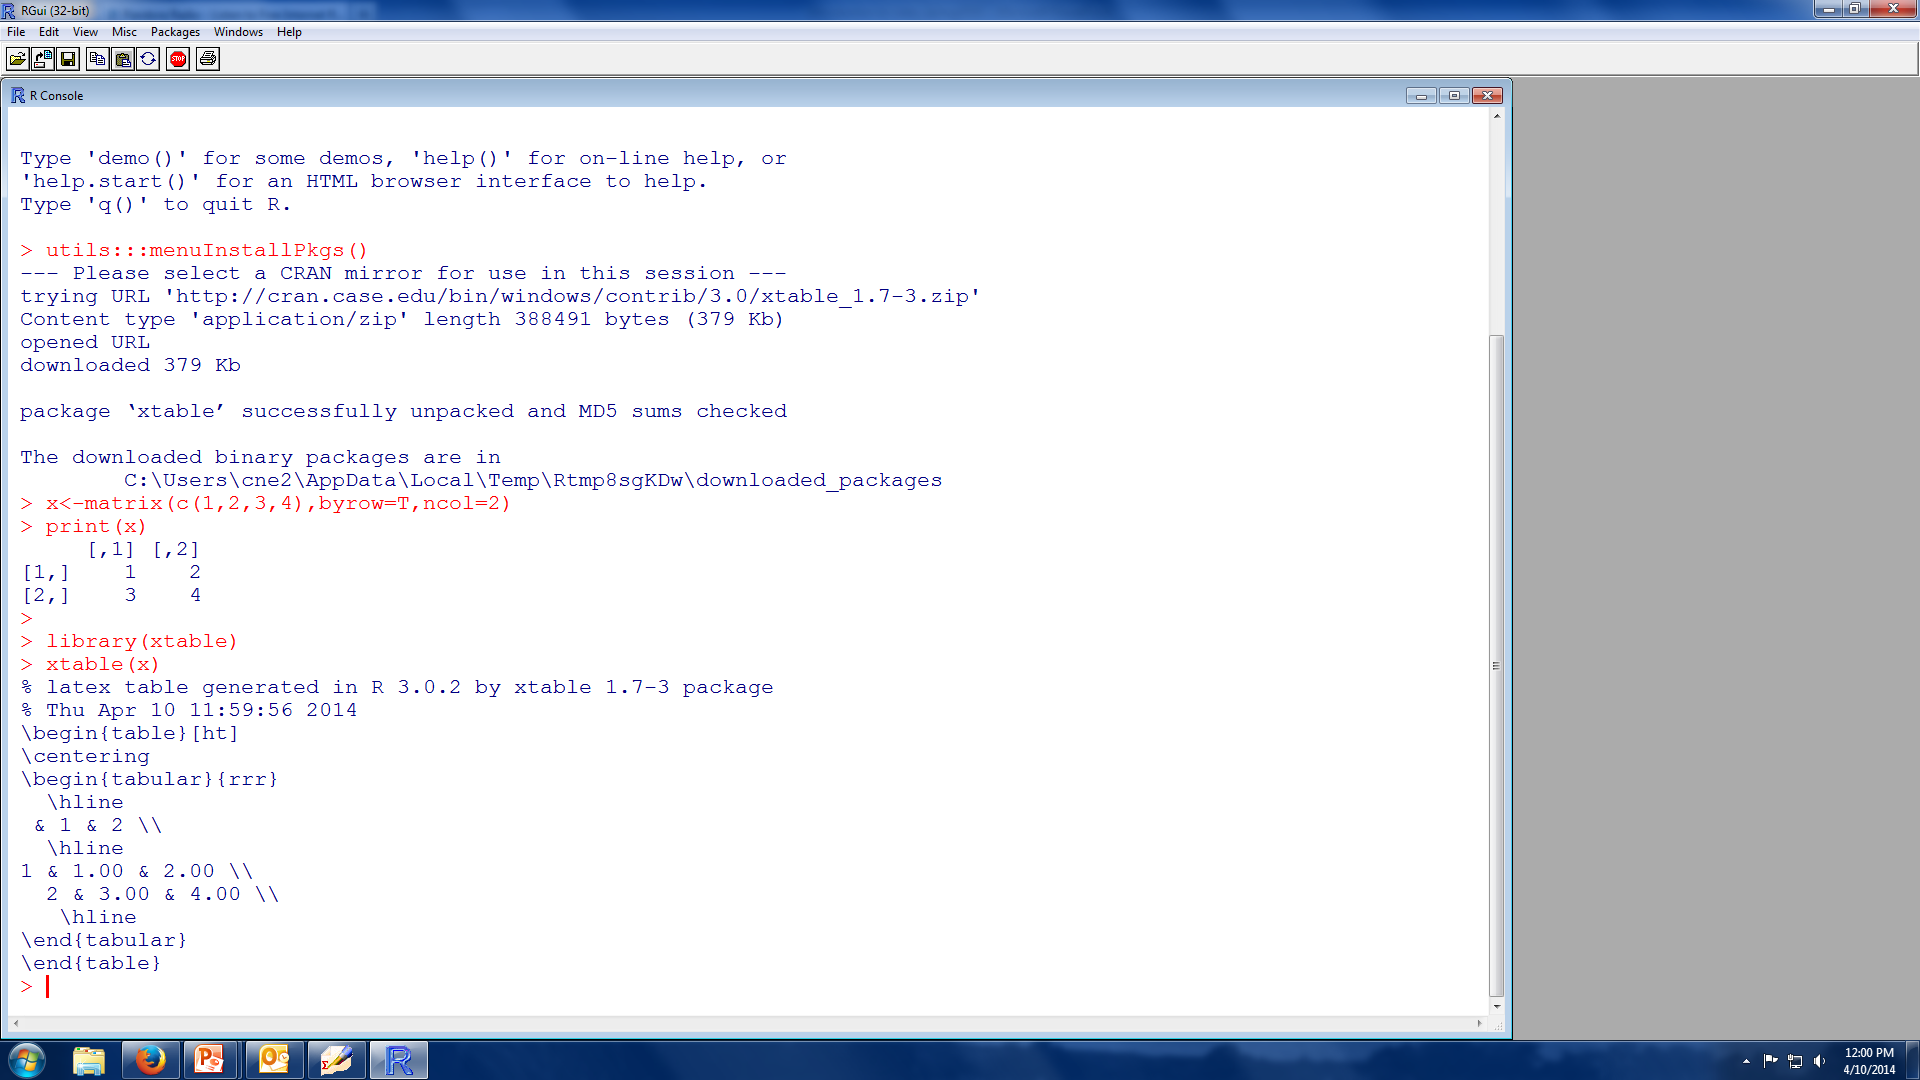 RGui (32-bit)
File Edit View Misc Packages Windows Help
STOP
R Console
Type 'demo()' for some demos, 'help()' for on-line help, or
'help.start()' for an HTML browser interface to help.
Type 'q()' to quit R.
> utils:::menuInstallPkgs()
--- Please select a CRAN mirror for use in this session ---
trying URL 'http://cran.case.edu/bin/windows/contrib/3.0/xtable_1.7-3.zip'
Content type 'application/zip' length 388491 bytes (379 Kb)
opened URL
downloaded 379 Kb
package ‘xtable’ successfully unpacked and MD5 sums checked
The downloaded binary packages are in
        C:\Users\cne2\AppData\Local\Temp\Rtmp8sgKDw\downloaded_packages
> x<-matrix(c(1,2,3,4),byrow=T,ncol=2)
> print(x)
     [,1] [,2]
[1,]    1    2
[2,]    3    4
>
> library(xtable)
> xtable(x)
% latex table generated in R 3.0.2 by xtable 1.7-3 package
% Thu Apr 10 11:59:56 2014
\begin{table}[ht]
\centering
\begin{tabular}{rrr}
  \hline
 & 1 & 2 \\
  \hline
1 & 1.00 & 2.00 \\
  2 & 3.00 & 4.00 \\
   \hline
\end{tabular}
\end{table}
>
12:00 PM
4/10/2014